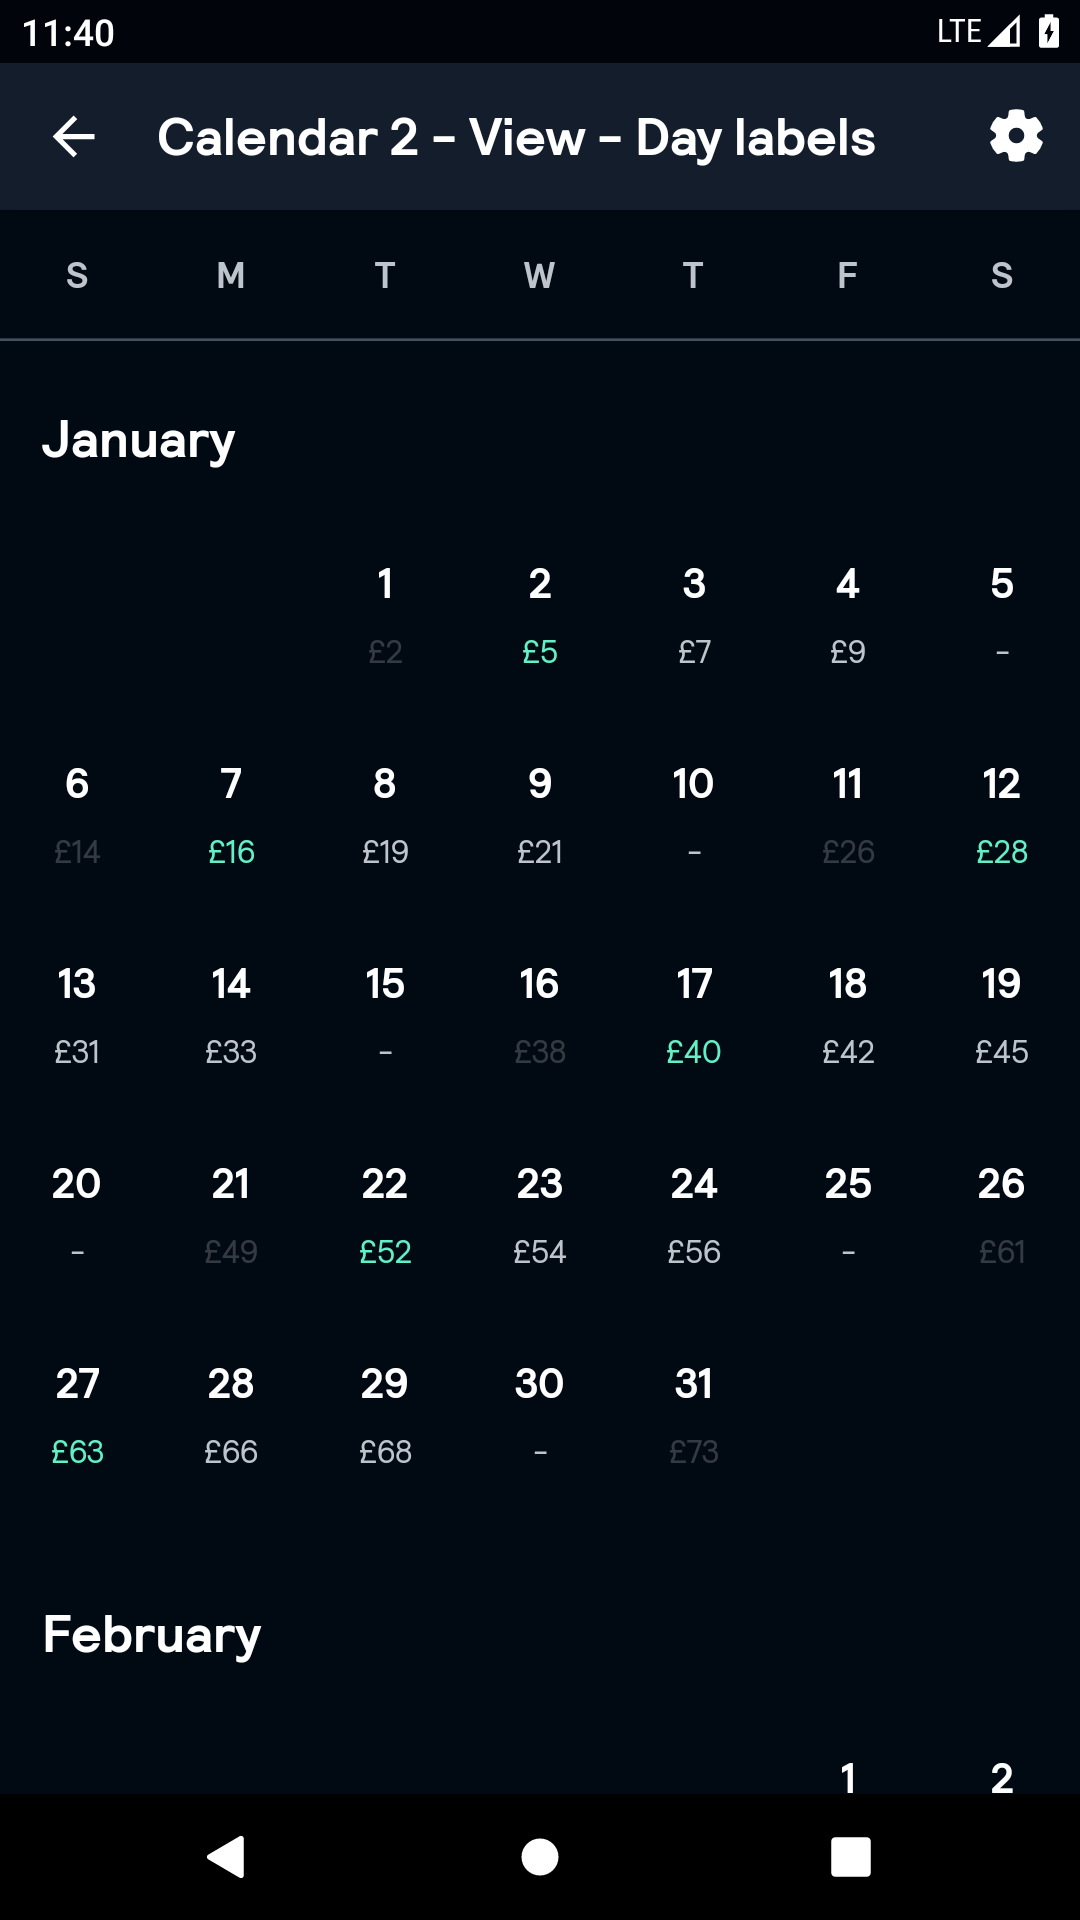 11:40 LTE
Calendar 2 - View - Day labels
S M T W T F S
January
1 2 3 4 5
£2 £5 £7 £9 -
6 7 8 9 10 11 12
£14 £16 £19 £21 - £26 £28
13 14 15 16 17 18 19
£31 £33 - £38 £40 £42 £45
20 21 22 23 24 25 26
- £49 £52 £54 £56 - £61
27 28 29 30 31
£63 £66 £68 - £73
February
1 2